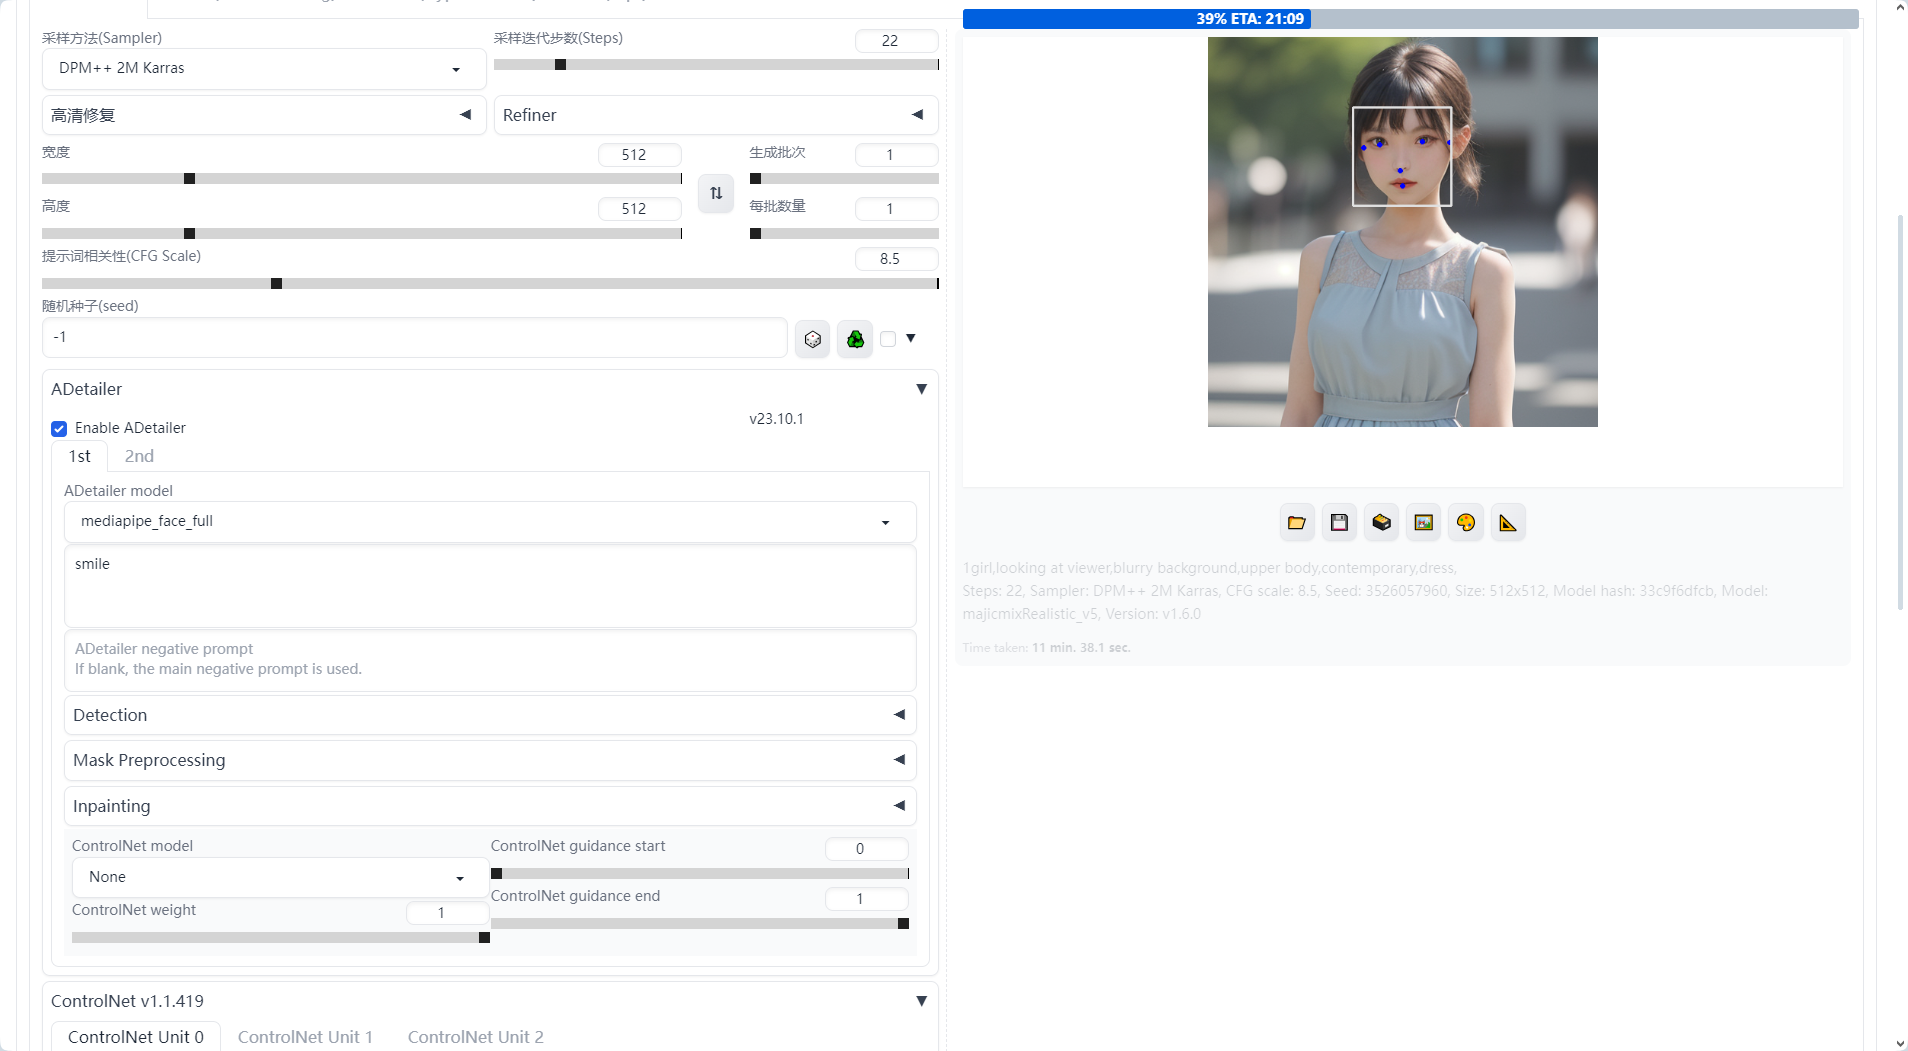 39% ETA: 21:09
采样方法(Sampler)
采样迭代步数(Steps)
22
DPM++ 2M Karras
高清修复
Refiner
宽度
512
生成批次
1
高度
512
每批数量
1
提示词相关性(CFG Scale)
8.5
随机种子(seed)
-1
ADetailer
v23.10.1
Enable ADetailer
1st
2nd
ADetailer model
mediapipe_face_full
smile
ADetailer negative prompt
If blank, the main negative prompt is used.
Detection
Mask Preprocessing
Inpainting
ControlNet model
ControlNet guidance start
0
None
ControlNet guidance end
1
ControlNet weight
1
ControlNet v1.1.419
ControlNet Unit 0
ControlNet Unit 1
ControlNet Unit 2
1girl,looking at viewer,blurry background,upper body,contemporary,dress,
Steps: 22, Sampler: DPM++ 2M Karras, CFG scale: 8.5, Seed: 3526057960, Size: 512x512, Model hash: 33c9f6dfcb, Model:
majicmixRealistic_v5, Version: v1.6.0
Time taken: 11 min. 38.1 sec.